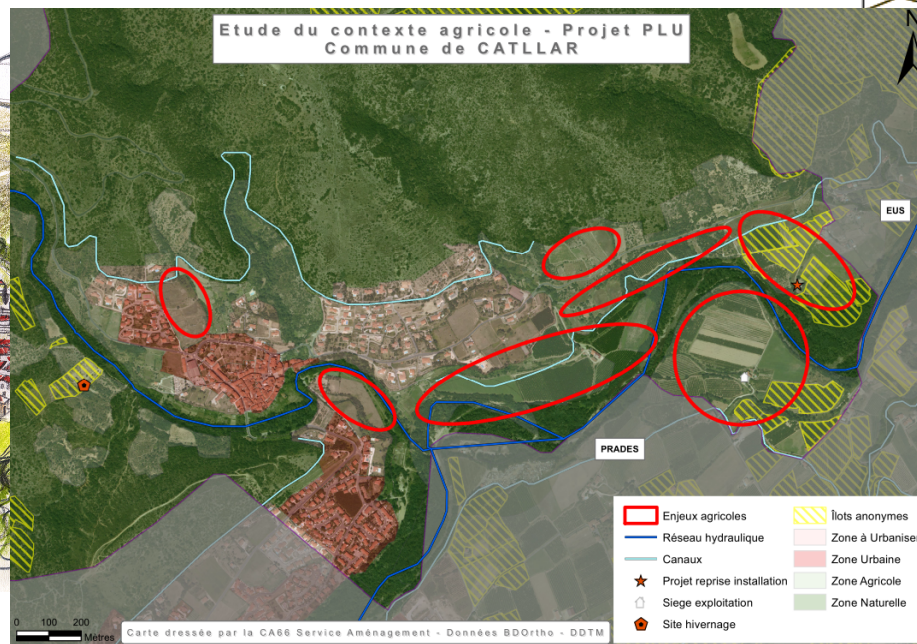 Etude du contexte agricole - Projet PLU
Commune de CATLLAR
N
EUS
PRADES
Enjeux agricoles
Réseau hydraulique
Canaux
Projet reprise installation
Siege exploitation
Site hivernage
Îlots anonymes
Zone à Urbaniser
Zone Urbaine
Zone Agricole
Zone Naturelle
0 100 200
Mètres
Carte dressée par la CA66 Service Aménagement - Données BDOrtho - DDTM